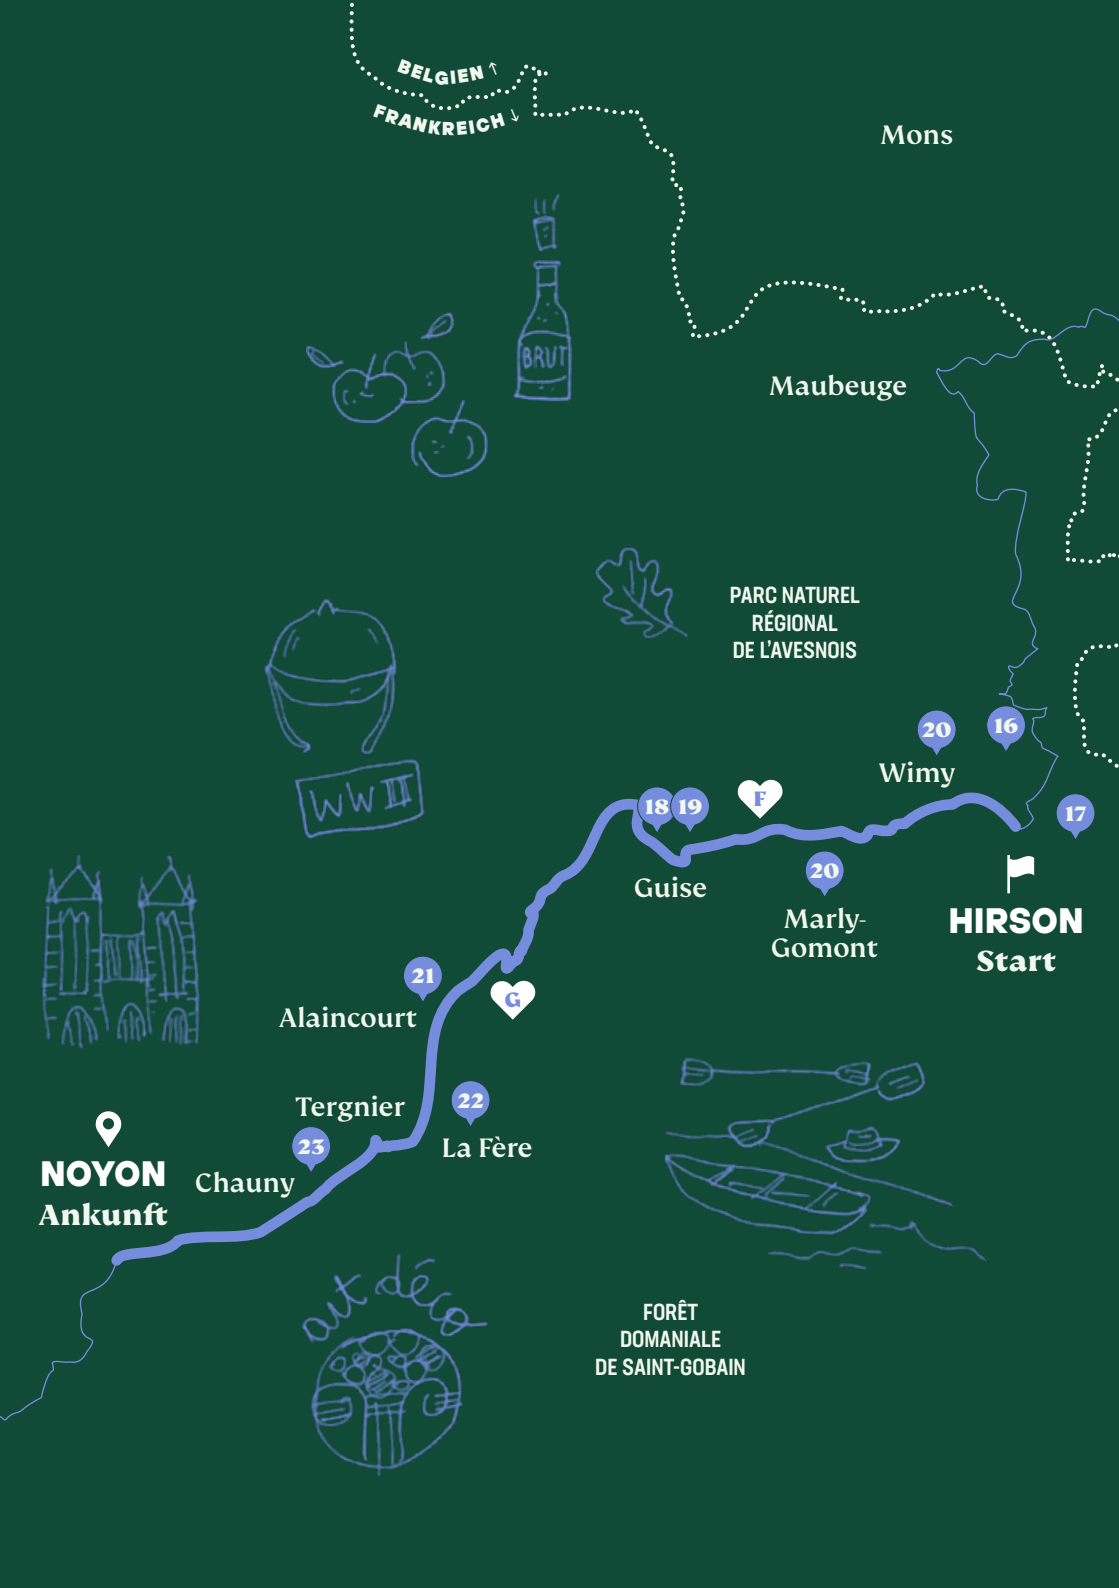 BELGIEN ↑
FRANKREICH ↓
Mons
BRUT
Maubeuge
PARC NATUREL
RÉGIONAL
DE L'AVESNOIS
20
16
Wimy
WWII
18
19
F
17
20
Guise
Marly-
Gomont
HIRSON
Start
21
G
Alaincourt
Tergnier
22
La Fère
23
Chauny
NOYON
Ankunft
art déco
FORÊT
DOMANIALE
DE SAINT-GOBAIN